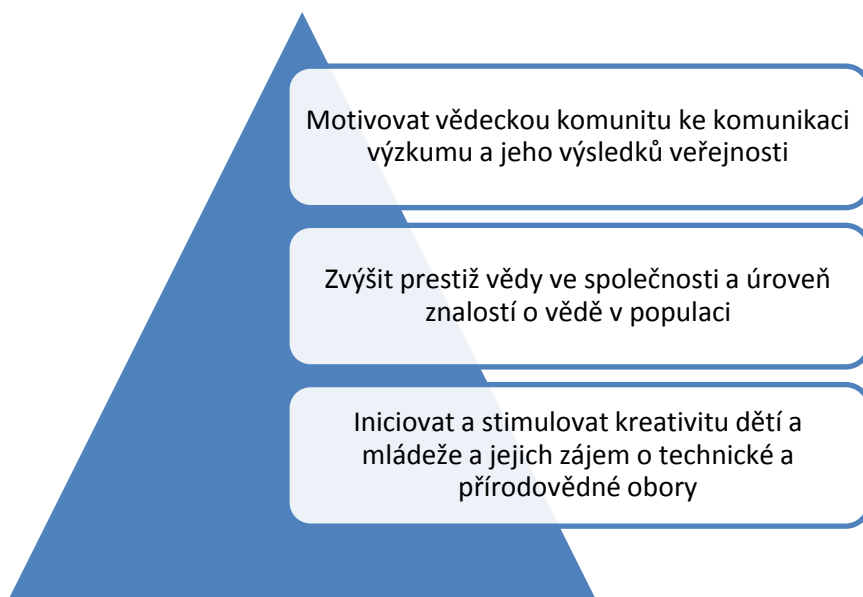 Motivovat vědeckou komunitu ke komunikaci
výzkumu a jeho výsledků veřejnosti
Zvýšit prestiž vědy ve společnosti a úroveň
znalostí o vědě v populaci
Iniciovat a stimulovat kreativitu dětí a
mládeže a jejich zájem o technické a
přírodovědné obory